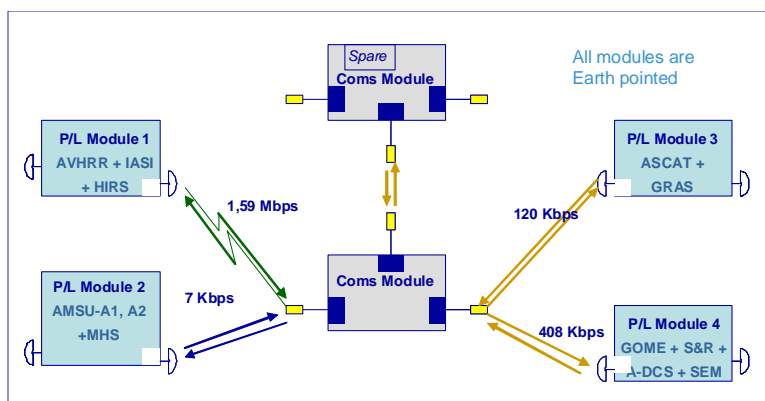 Spare
Coms Module
All modules are
Earth pointed
P/L Module 1
AVHRR + IASI
+ HIRS
P/L Module 3
ASCAT +
GRAS
1,59 Mbps
120 Kbps
P/L Module 2
AMSU-A1, A2
+MHS
7 Kbps
Coms Module
408 Kbps
P/L Module 4
GOME + S&R +
A-DCS + SEM